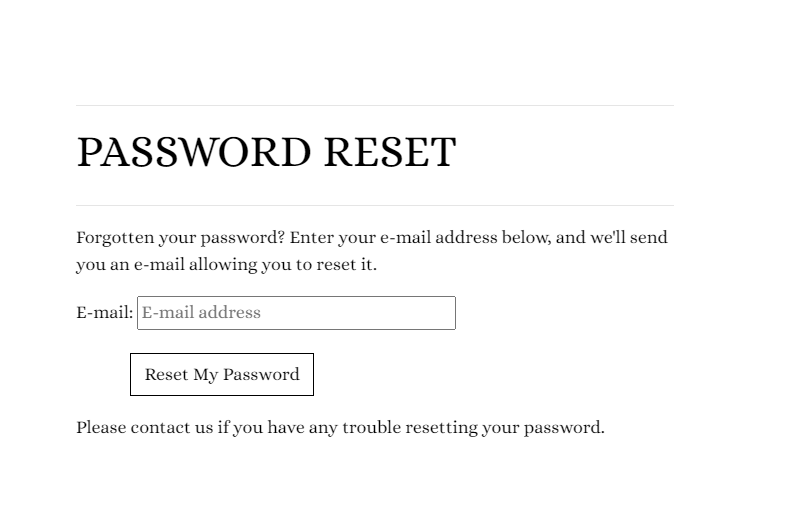 PASSWORD RESET
Forgotten your password? Enter your e-mail address below, and we'll send
you an e-mail allowing you to reset it.
E-mail: E-mail address
Reset My Password
Please contact us if you have any trouble resetting your password.